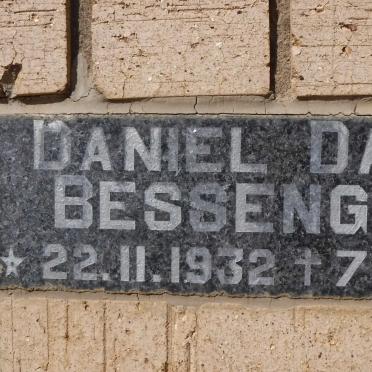 DANIEL DA
BESSENG
* 22.11.1932 † 7